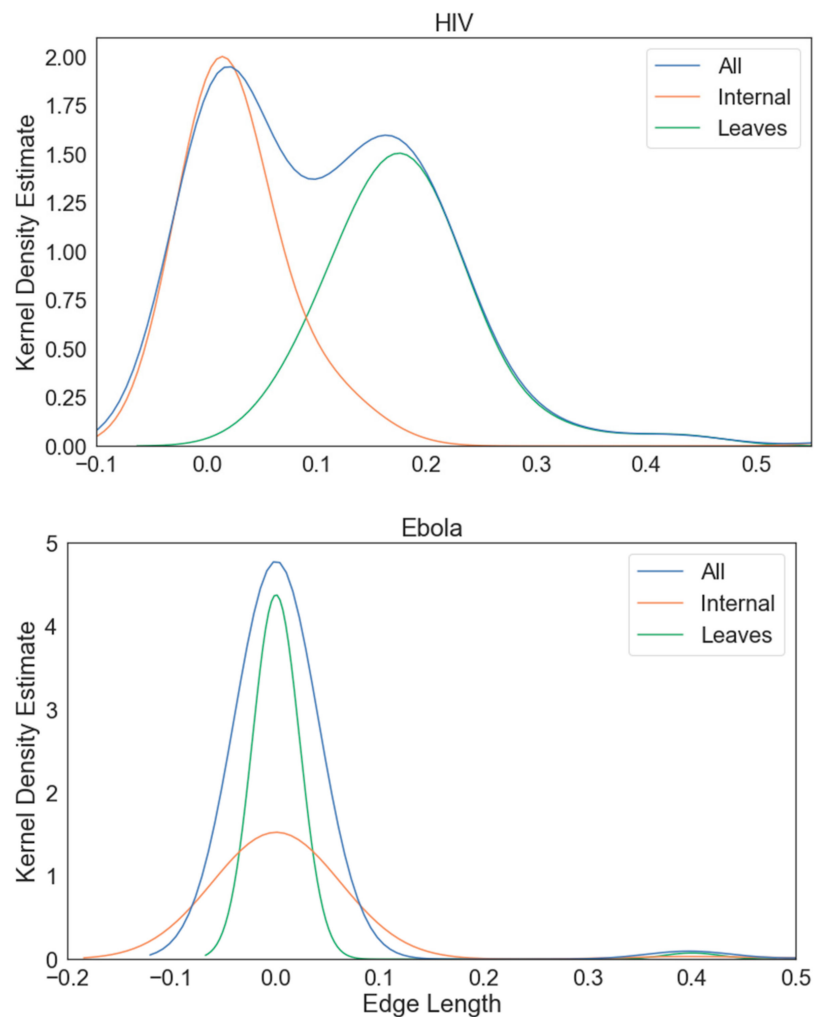 HIV
Kernel Density Estimate
2.00
1.75
1.50
1.25
1.00
0.75
0.50
0.25
0.00
−0.1 0.0 0.1 0.2 0.3 0.4 0.5
All
Internal
Leaves
Ebola
Kernel Density Estimate
5
4
3
2
1
0
−0.2 −0.1 0.0 0.1 0.2 0.3 0.4 0.5
All
Internal
Leaves
Edge Length